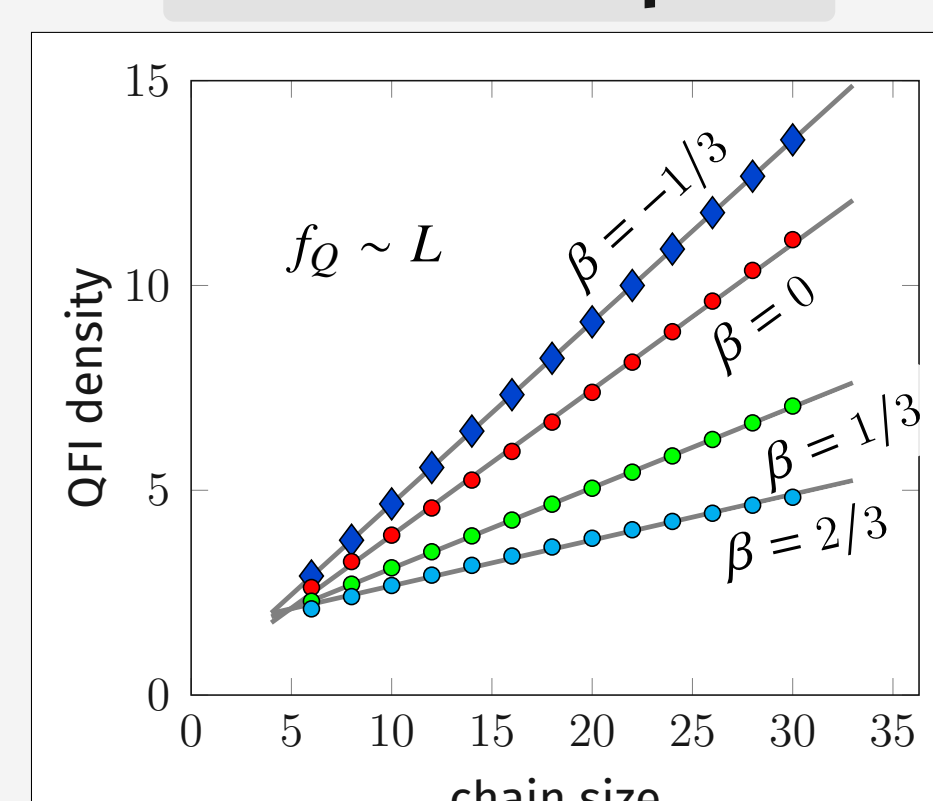 15
β = −1/3
f_Q ~ L
10
β = 0
QFI density
β = 1/3
5
β = 2/3
0
0 5 10 15 20 25 30 35
chain size